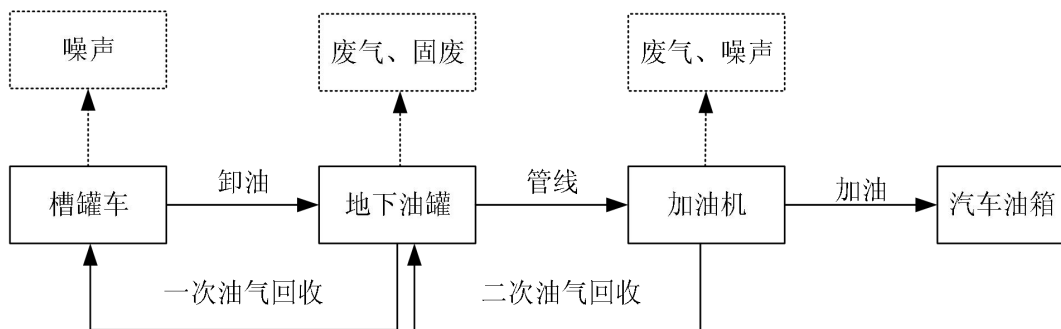 噪声
废气、固废
废气、噪声
槽罐车
卸油
地下油罐
管线
加油机
加油
汽车油箱
一次油气回收
二次油气回收